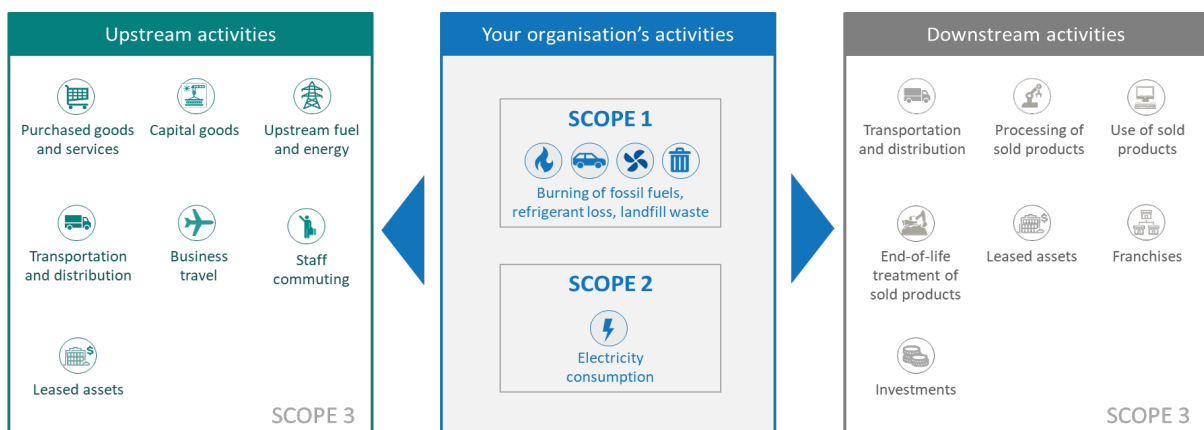 Upstream activities
Purchased goods
and services
Capital goods
Upstream fuel
and energy
Transportation
and distribution
Business
travel
Staff
commuting
Leased assets
SCOPE 3
Your organisation's activities
SCOPE 1
Burning of fossil fuels,
refrigerant loss, landfill waste
SCOPE 2
Electricity
consumption
Downstream activities
Transportation
and distribution
Processing of
sold products
Use of sold
products
End-of-life
treatment of
sold products
Leased assets
Franchises
Investments
SCOPE 3